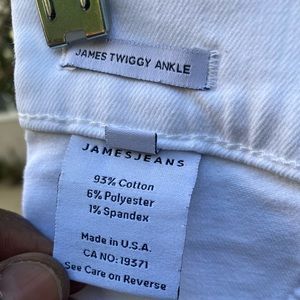 JAMES TWIGGY ANKLE
JAMESJEANS
93% Cotton
6% Polyester
1% Spandex
Made in U.S.A.
CA NO: 19371
See Care on Reverse